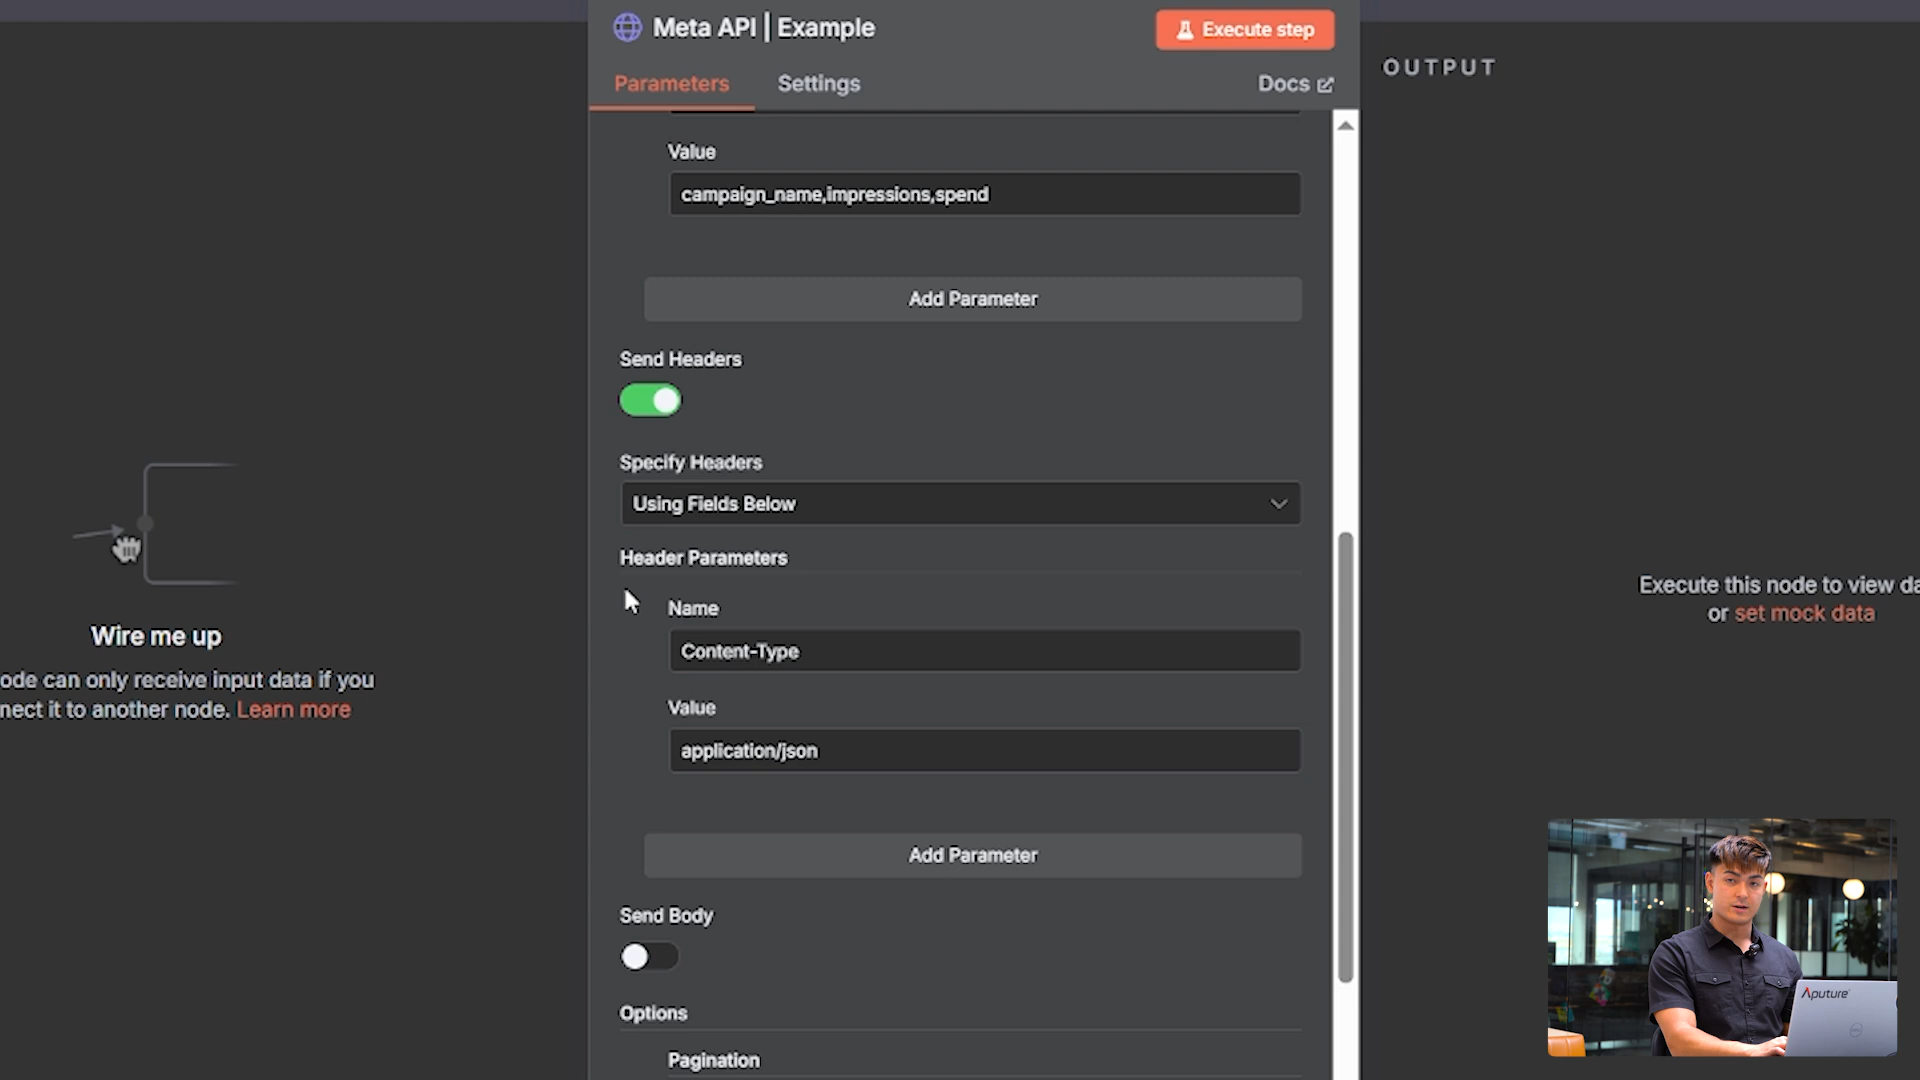 Meta API | Example
Execute step
Parameters
Settings
Docs
OUTPUT
Value
campaign_name,impressions,spend
Add Parameter
Send Headers
Specify Headers
Using Fields Below
Header Parameters
Name
Content-Type
Value
application/json
Add Parameter
Send Body
Options
Pagination
Wire me up
ode can only receive input data if you
nect it to another node. Learn more
Execute this node to view da
or set mock data
Aputure